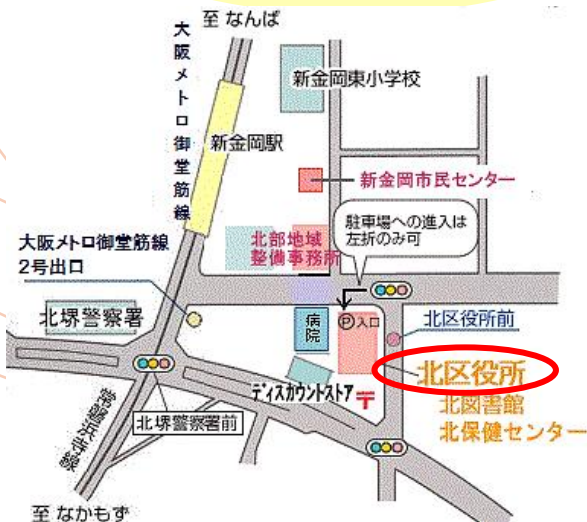 至 なんば
大阪メトロ御堂筋線
新金岡東小学校
新金岡駅
新金岡市民センター
駐車場への進入は
左折のみ可
北部地域
整備事務所
大阪メトロ御堂筋線
2号出口
北堺警察署
病院
P入口
北区役所前
北区役所
北図書館
北保健センター
ディスカウントストア
〒
北堺警察署前
常磐浜寺線
至 なかもず